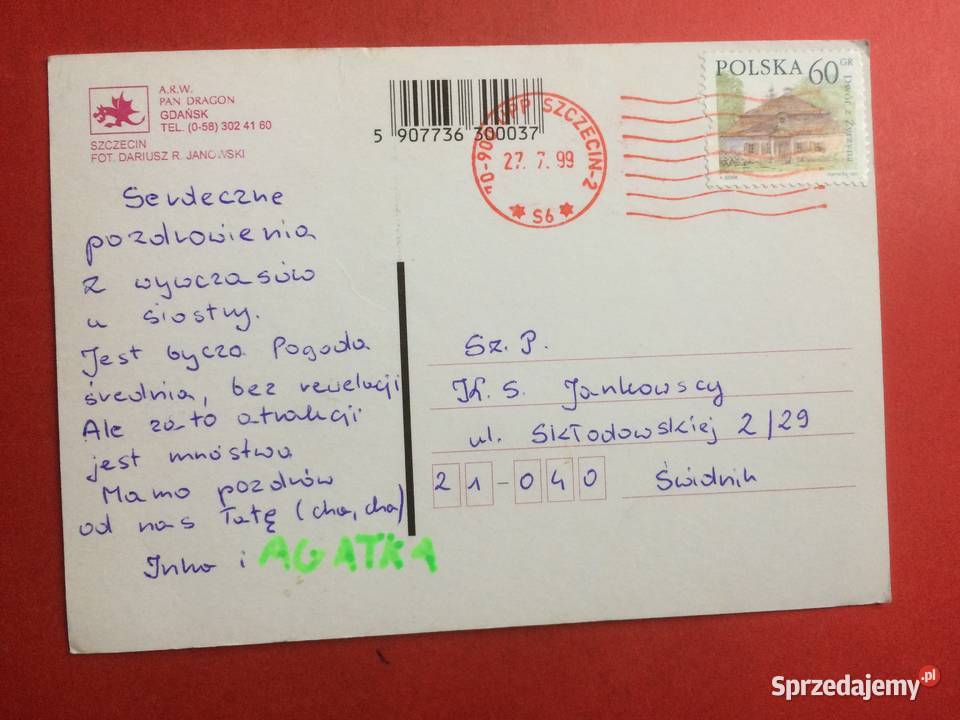 A.R.W.
PAN DRAGON
GDAŃSK
TEL. (0-58) 302 41 60
SZCZECIN
FOT. DARIUSZ R. JANOWSKI
5 907736 300037
UPP SZCZECIN-2
27. 7. 99
S6
POLSKA 60 GR
Serdeczne
pozdrowienia
z wywczasów
u siostry.
Jest byczo. Pogoda
średnia, bez rewelacji
Ale za to atrakcji
jest mnóstwo
Mamo pozdrów
od nas Tatę (cha, cha)
Inka i AGATKA
Sz. P.
K. S. Jankowscy
ul. Skłodowskiej 2/29
21-040 Świdnik
Sprzedajemy.pl